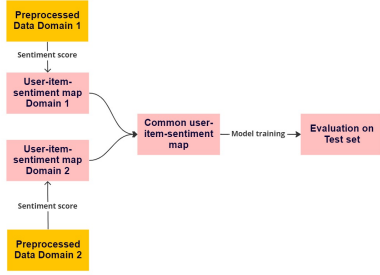 Preprocessed
Data Domain 1
Sentiment score
User-item-
sentiment map
Domain 1
User-item-
sentiment map
Domain 2
Sentiment score
Preprocessed
Data Domain 2
Common user-
item-sentiment
map
Model training
Evaluation on
Test set